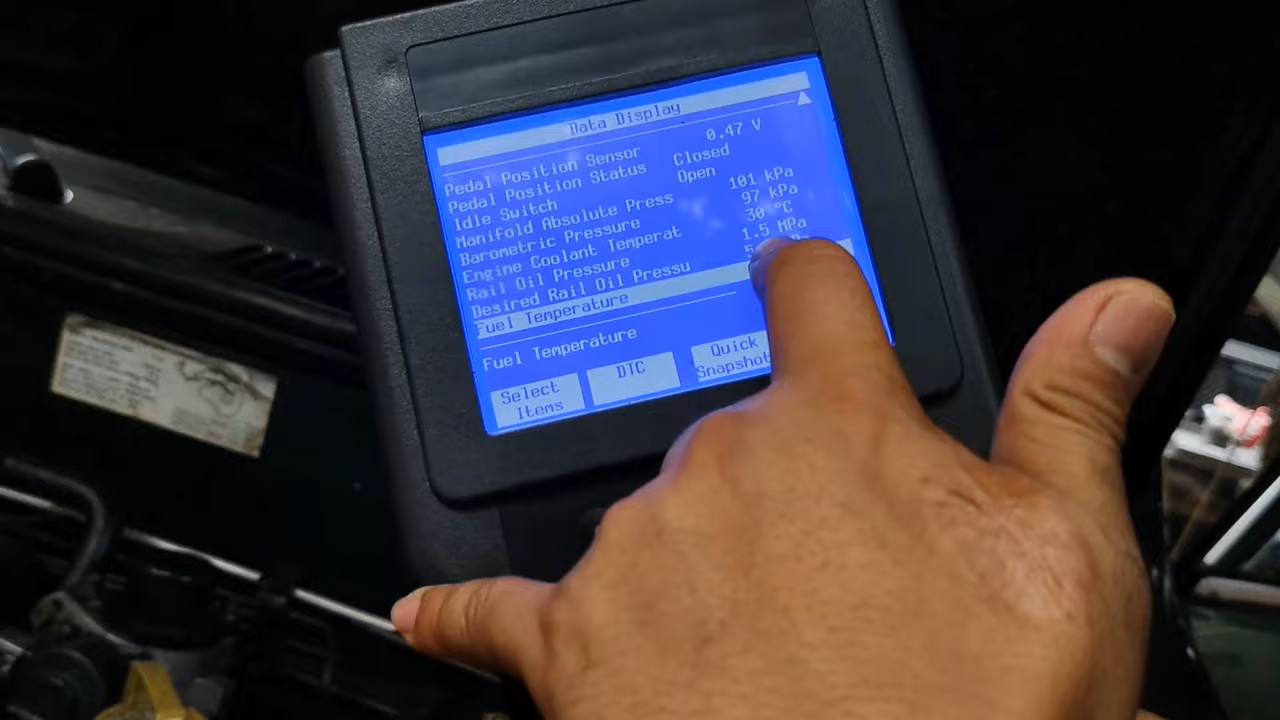 Data Display
Pedal Position Sensor 0.47 V
Pedal Position Status Closed
Idle Switch Open
Manifold Absolute Press 101 kPa
Barometric Pressure 97 kPa
Engine Coolant Temperat 30 °C
Rail Oil Pressure 1.5 MPa
Desired Rail Oil Pressu
Fuel Temperature
Fuel Temperature
Select Items
DTC
Quick Snapshot